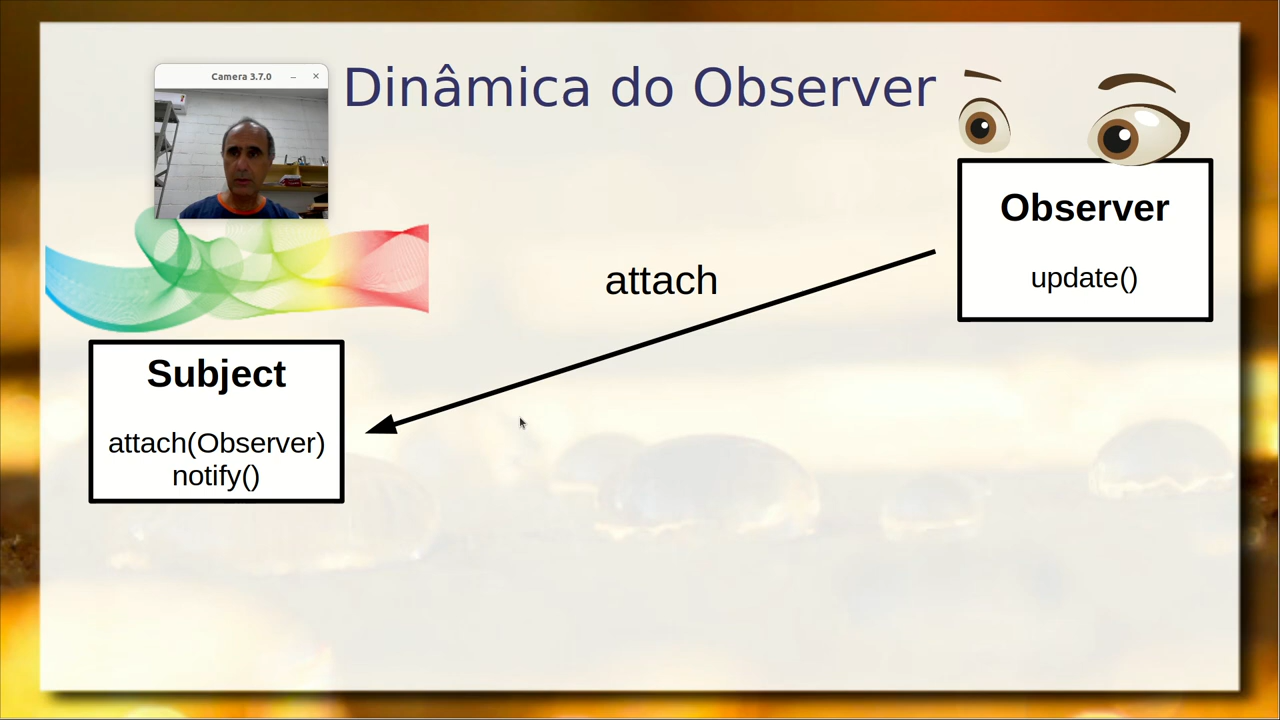 Camera 3.7.0
Dinâmica do Observer
Observer
update()
attach
Subject
attach(Observer)
notify()